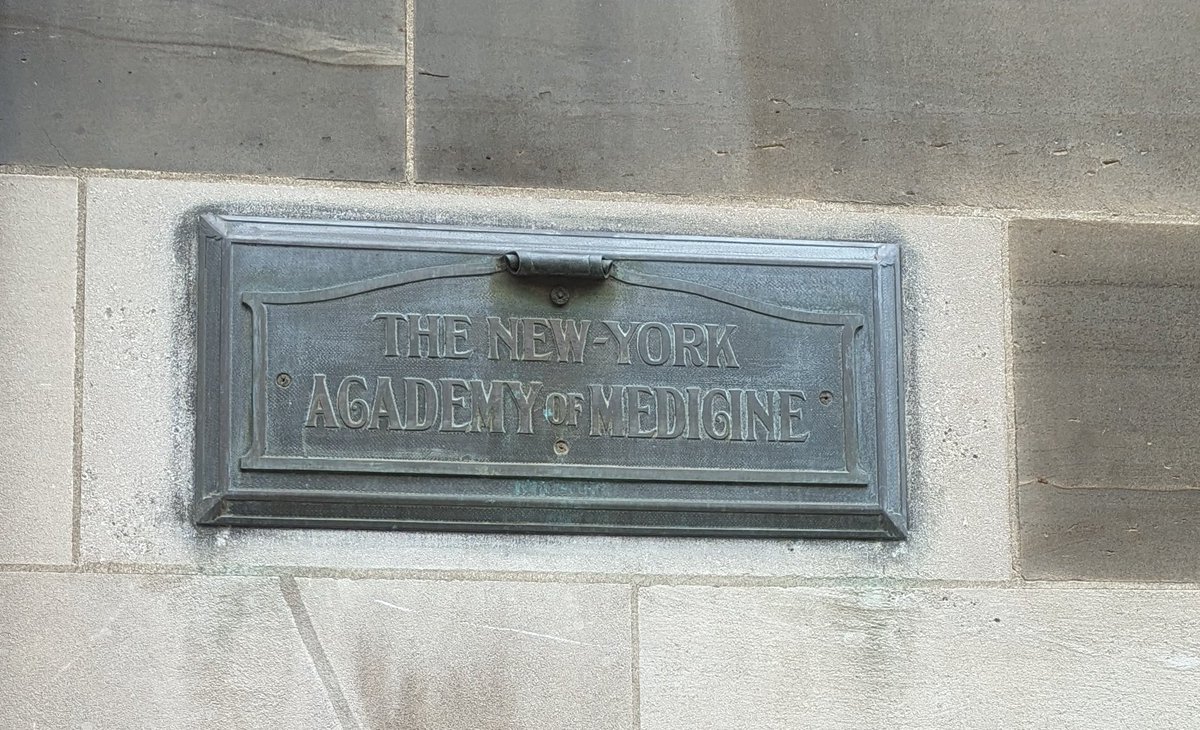 THE NEW-YORK
ACADEMY OF MEDICINE